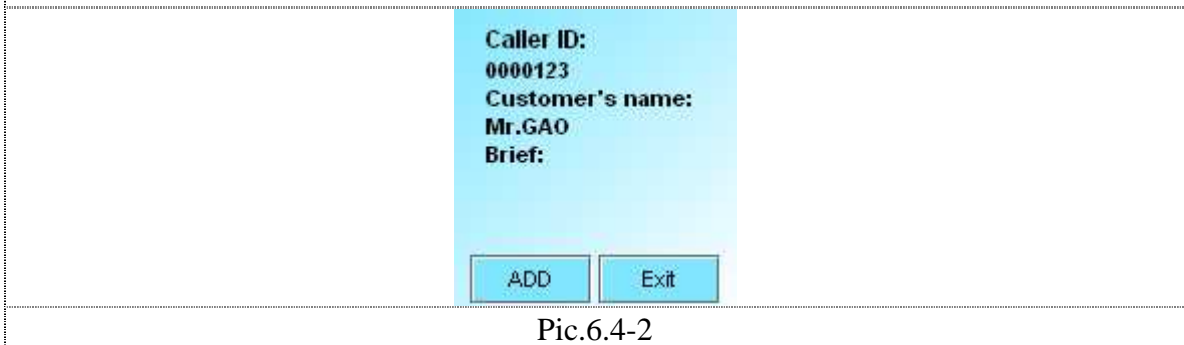 Caller ID:
0000123
Customer's name:
Mr.GAO
Brief:
ADD Exit
Pic.6.4-2